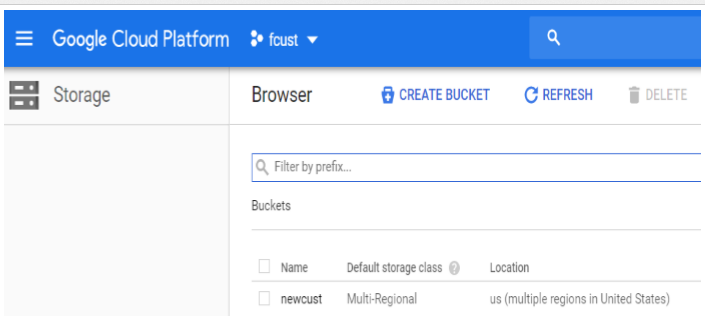 Google Cloud Platform fcust
Storage Browser CREATE BUCKET REFRESH DELETE
Filter by prefix...
Buckets
Name Default storage class ? Location
newcust Multi-Regional us (multiple regions in United States)